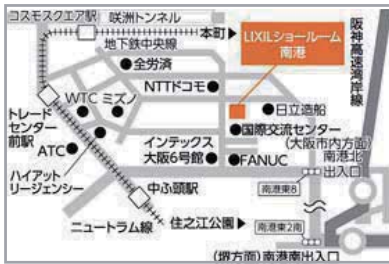 コスモスクエア駅
咲洲トンネル
本町▶
地下鉄中央線
LIXILショールーム
南港
阪神高速湾岸線
全労済
NTTドコモ
WTC
ミズノ
日立造船
トレード
センター
前駅
国際交流センター
(大阪市内方面)
インテックス
大阪6号館
南港北
出入口
ATC
FANUC
ハイアット
リージェンシー
中ふ頭駅
南港東8
ニュートラム線
住之江公園▶
南港東2南
(堺方面)南港南出入口